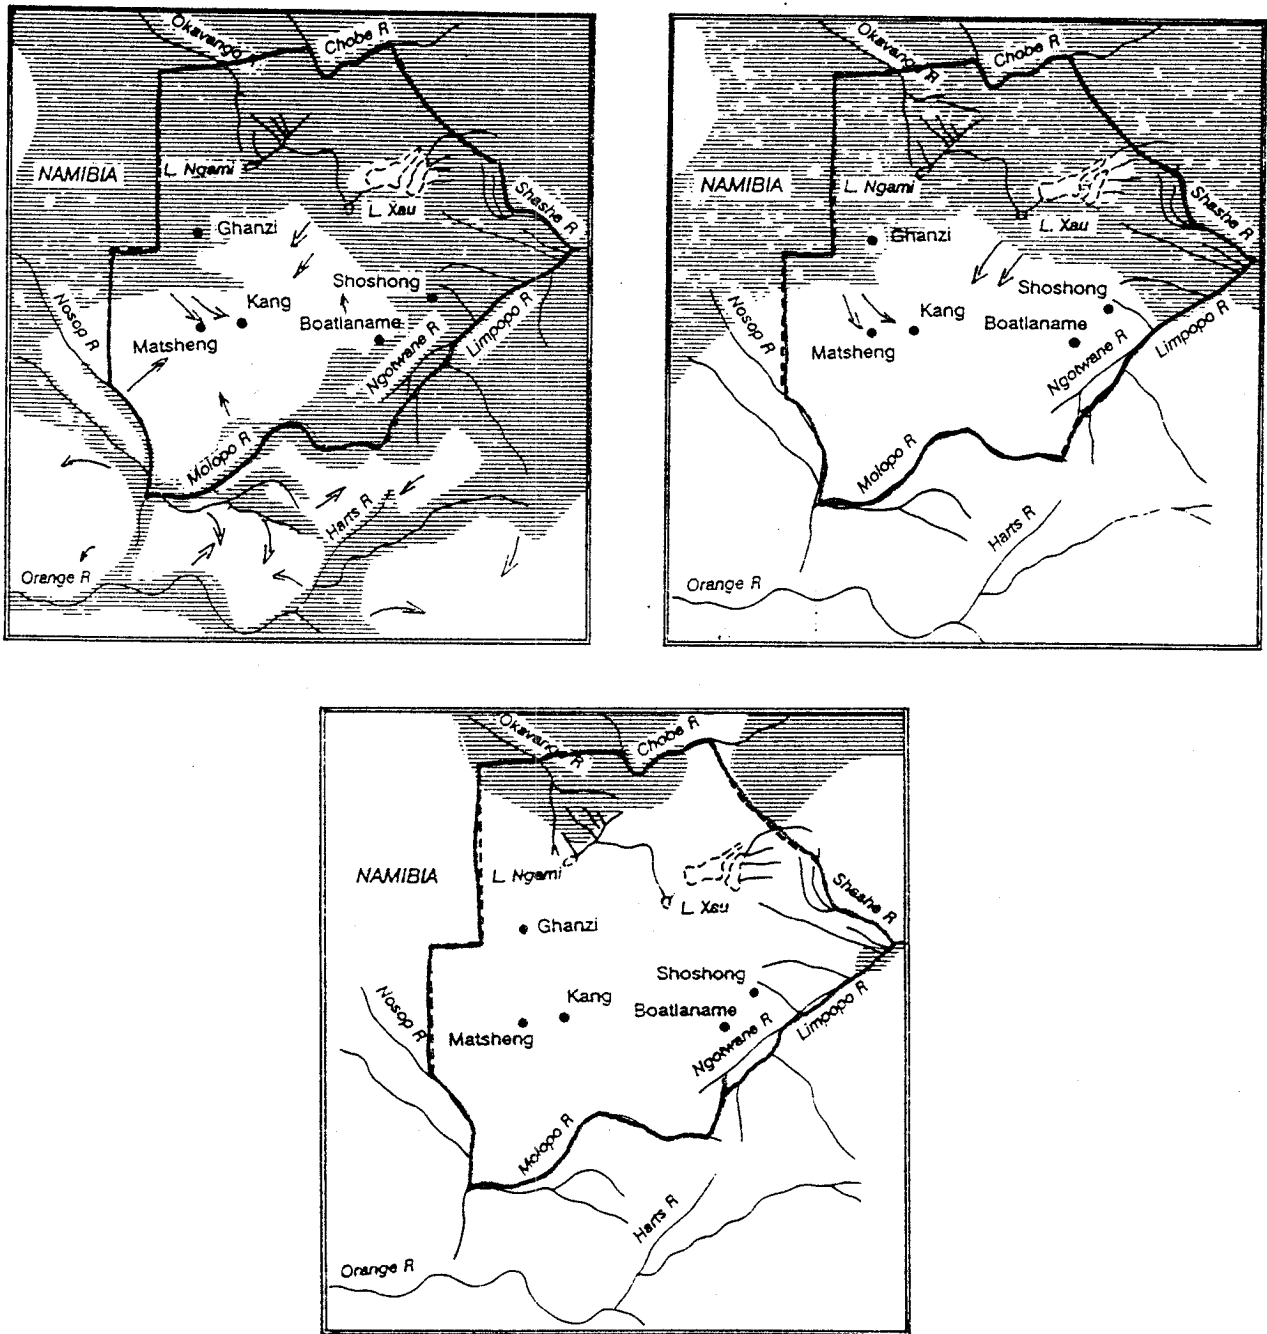 Okavango
Chobe R
NAMIBIA
L. Ngami
L. Xau
Shashe R
Ghanzi
Shoshong
Kang
Boatlaname
Nosop R
Matsheng
Ngotwane R
Limpopo R
Molopo R
Harts R
Orange R
Okavango R
Chobe R
NAMIBIA
L. Ngami
L. Xau
Shashe R
Ghanzi
Shoshong
Kang
Boatlaname
Nosop R
Matsheng
Ngotwane R
Limpopo R
Molopo R
Harts R
Orange R
Okavango R
Chobe R
NAMIBIA
L. Ngami
L. Xau
Shashe R
Ghanzi
Shoshong
Kang
Boatlaname
Nosop R
Matsheng
Ngotwane R
Limpopo R
Molopo R
Harts R
Orange R